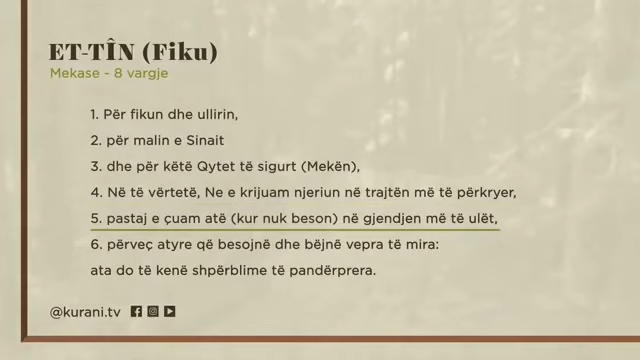 ET-TÎN (Fiku)
Mekase - 8 vargje
1. Për fikun dhe ullirin,
2. për malin e Sinait
3. dhe për këtë Qytet të sigurt (Mekën),
4. Në të vërtetë, Ne e krijuam njeriun në trajtën më të përkryer,
5. pastaj e çuam atë (kur nuk beson) në gjendjen më të ulët,
6. përveç atyre që besojnë dhe bëjnë vepra të mira:
ata do të kenë shpërblime të pandërprera.
@kurani.tv